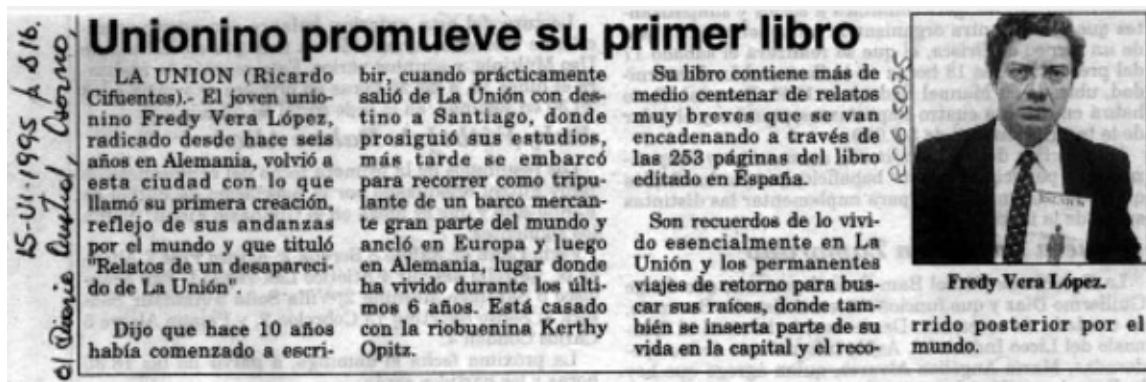 el Diario Austral, Osorno,
15-VI-1995 p. B16.
Unionino promueve su primer libro
LA UNION (Ricardo
Cifuentes).- El joven unio-
nino Fredy Vera López,
radicado desde hace seis
años en Alemania, volvió a
esta ciudad con lo que
llamó su primera creación,
reflejo de sus andanzas
por el mundo y que tituló
"Relatos de un desapareci-
do de La Unión".
Dijo que hace 10 años
había comenzado a escri-
bir, cuando prácticamente
salió de La Unión con des-
tino a Santiago, donde
prosiguió sus estudios,
más tarde se embarcó
para recorrer como tripu-
lante de un barco mercan-
te gran parte del mundo y
ancló en Europa y luego
en Alemania, lugar donde
ha vivido durante los últi-
mos 6 años. Está casado
con la riobuenina Kerthy
Opitz.
Su libro contiene más de
medio centenar de relatos
muy breves que se van
encadenando a través de
las 253 páginas del libro
editado en España.
Son recuerdos de lo vivi-
do esencialmente en La
Unión y los permanentes
viajes de retorno para bus-
car sus raíces, donde tam-
bién se inserta parte de su
vida en la capital y el reco-
Fredy Vera López.
rrido posterior por el
mundo.